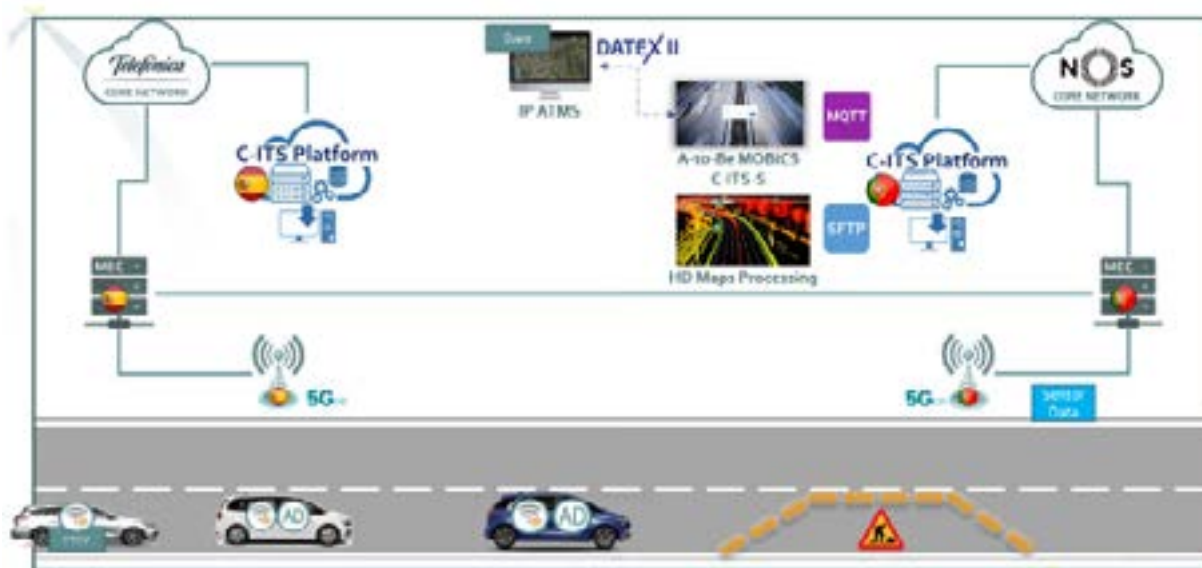 Telefónica
CORE NETWORK
DATEX II
IP ATMS
NOS
CORE NETWORK
C-ITS Platform
MQTT
A-to-Be MOBICS
C-ITS-S
C-ITS Platform
SFTP
HD Maps Processing
MEC
MEC
5G
5G
Sensor
Data
AD
AD